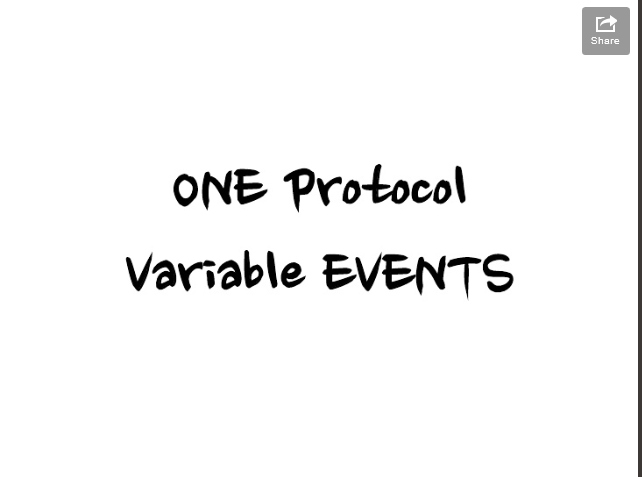 Share
ONE Protocol
Variable EVENTS